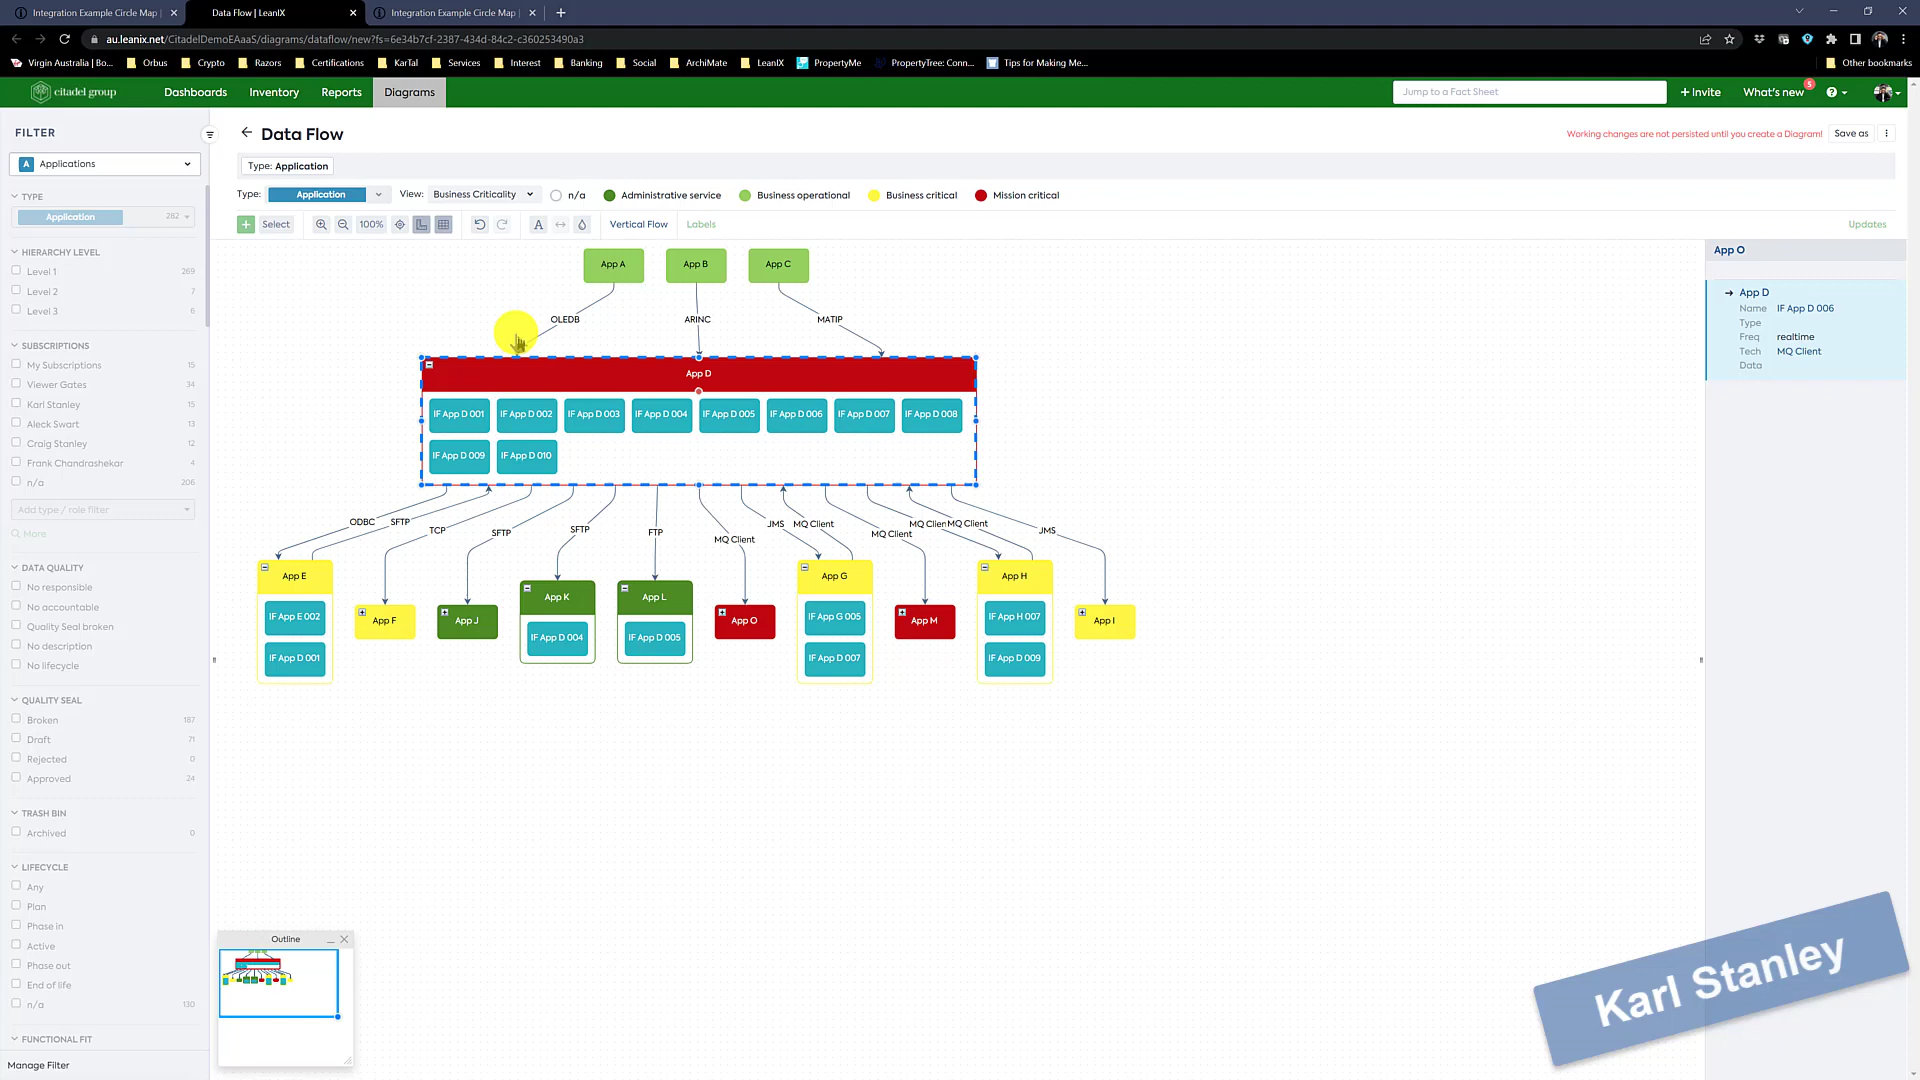 Integration Example Circle Map |
Data Flow | LeanIX
Integration Example Circle Map |
au.leanix.net/CitadelDemoEAaaS/diagrams/dataflow/new?fs=6e34b7cf-2387-434d-84c2-c360253490a3
Virgin Australia | Bo...
Orbus
Crypto
Razors
Certifications
KarTal
Services
Interest
Banking
Social
ArchiMate
LeanIX
PropertyMe
PropertyTree: Conn...
Tips for Making Me...
Other bookmarks
citadel group
Dashboards
Inventory
Reports
Diagrams
Jump to a Fact Sheet
+ Invite
What's new
5
FILTER
A Applications
TYPE
Application 282
HIERARCHY LEVEL
Level 1 269
Level 2 7
Level 3 6
SUBSCRIPTIONS
My Subscriptions 15
Viewer Gates 34
Karl Stanley 16
Aleck Swart 13
Craig Stanley 12
Frank Chandrashekar 4
n/a 206
Add type / role filter
More
DATA QUALITY
No responsible
No accountable
Quality Seal broken
No description
No lifecycle
QUALITY SEAL
Broken 187
Draft 71
Rejected 0
Approved 24
TRASH BIN
Archived 0
LIFECYCLE
Any
Plan
Phase in
Active
Phase out
End of life
n/a 130
FUNCTIONAL FIT
Manage Filter
Data Flow
Working changes are not persisted until you create a Diagram!
Save as
Type: Application
Type: Application
View: Business Criticality
n/a
Administrative service
Business operational
Business critical
Mission critical
Select
100%
A
Vertical Flow
Labels
Updates
App A
App B
App C
OLEDB
ARINC
MATIP
App D
IF App D 001
IF App D 002
IF App D 003
IF App D 004
IF App D 005
IF App D 006
IF App D 007
IF App D 008
IF App D 009
IF App D 010
ODBC
SFTP
TCP
SFTP
SFTP
FTP
MQ Client
JMS
MQ Client
MQ Client
MQ Clien
MQ Client
JMS
App E
IF App E 002
IF App D 001
App F
App J
App K
IF App D 004
App L
IF App D 005
App O
App G
IF App G 005
IF App D 007
App M
App H
IF App H 007
IF App D 009
App I
App O
App D
Name IF App D 006
Type
Freq realtime
Tech MQ Client
Data
Outline
Karl Stanley